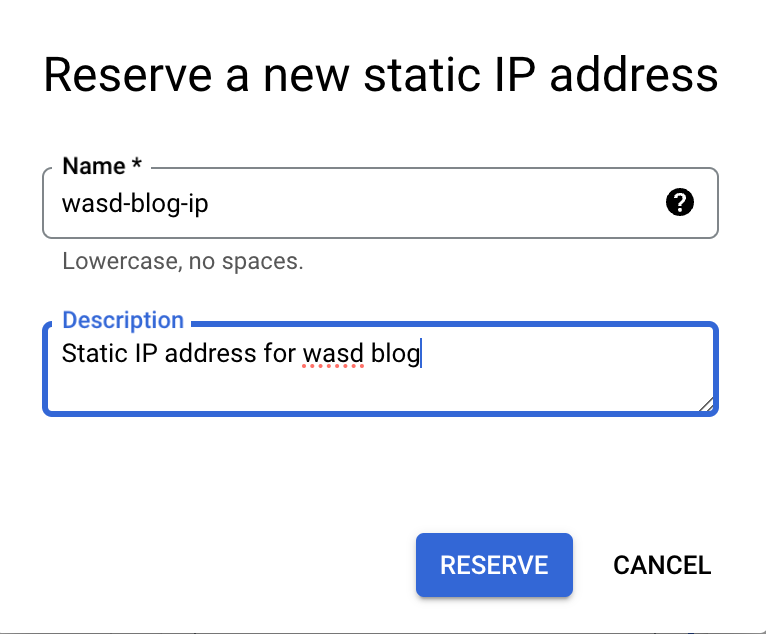 Reserve a new static IP address
Name *
wasd-blog-ip
Lowercase, no spaces.
Description
Static IP address for wasd blog
RESERVE
CANCEL